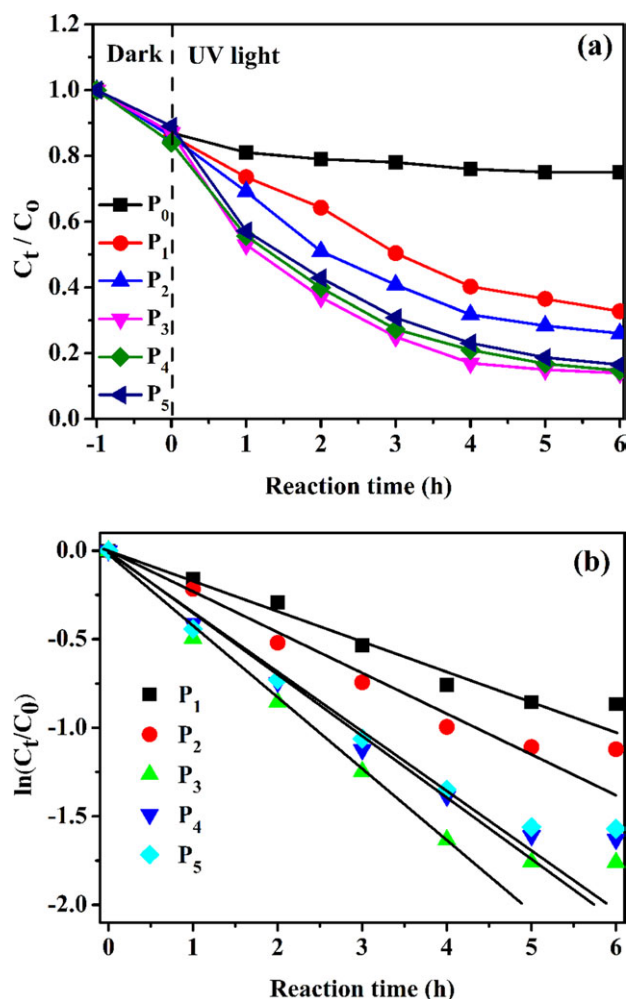 (a)
Dark
UV light
1.2
1.0
0.8
0.6
0.4
0.2
0.0
C_t / C_o
P_0
P_1
P_2
P_3
P_4
P_5
-1 0 1 2 3 4 5 6
Reaction time (h)
(b)
0.0
-0.5
-1.0
-1.5
-2.0
ln(C_t/C_0)
P_1
P_2
P_3
P_4
P_5
0 1 2 3 4 5 6
Reaction time (h)